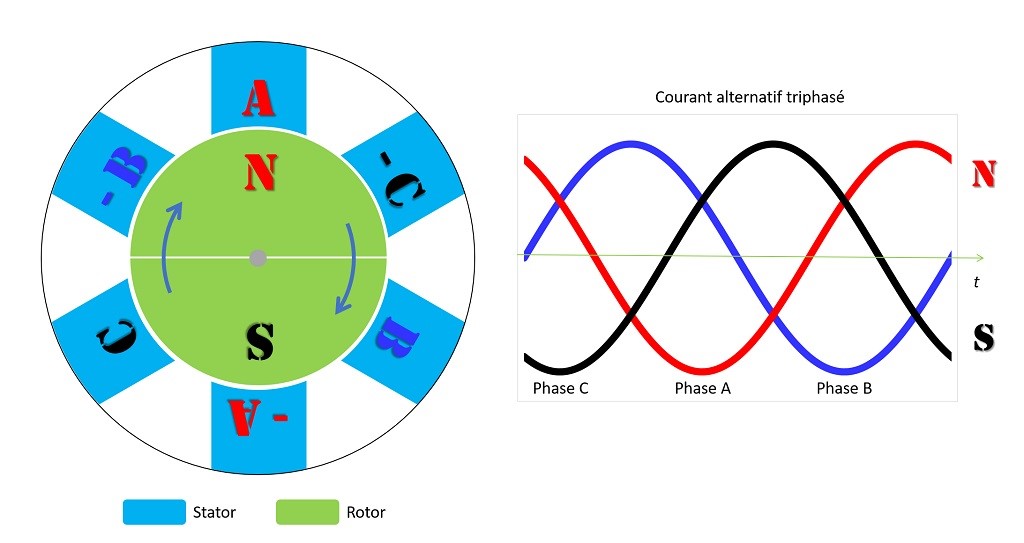 A
- B
- C
N
S
C
B
- A
Stator
Rotor
Courant alternatif triphasé
N
t
S
Phase C
Phase A
Phase B